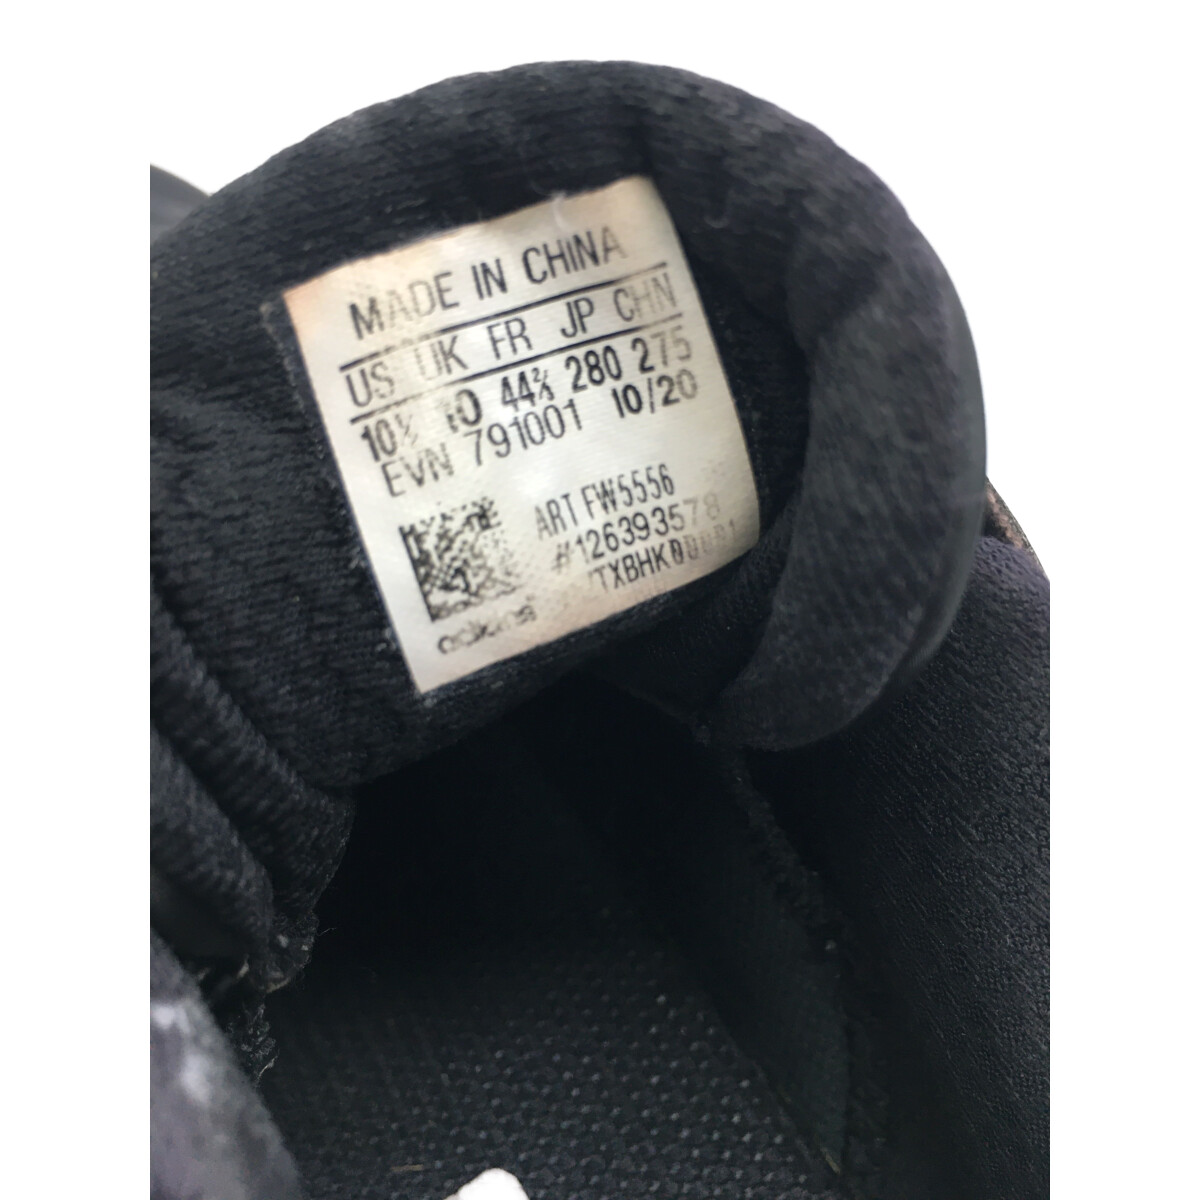 MADE IN CHINA
US UK FR JP CHN
10½ 10 44⅔ 280 275
EVN 791001 10/20
ART FW5556
#126393578
adidas